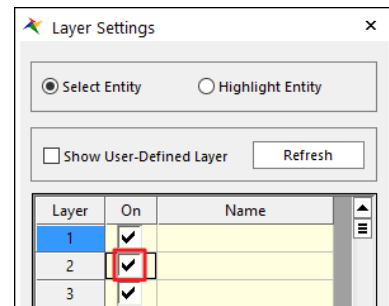 Layer Settings
Select Entity Highlight Entity
Show User-Defined Layer Refresh
Layer On Name
1
2
3